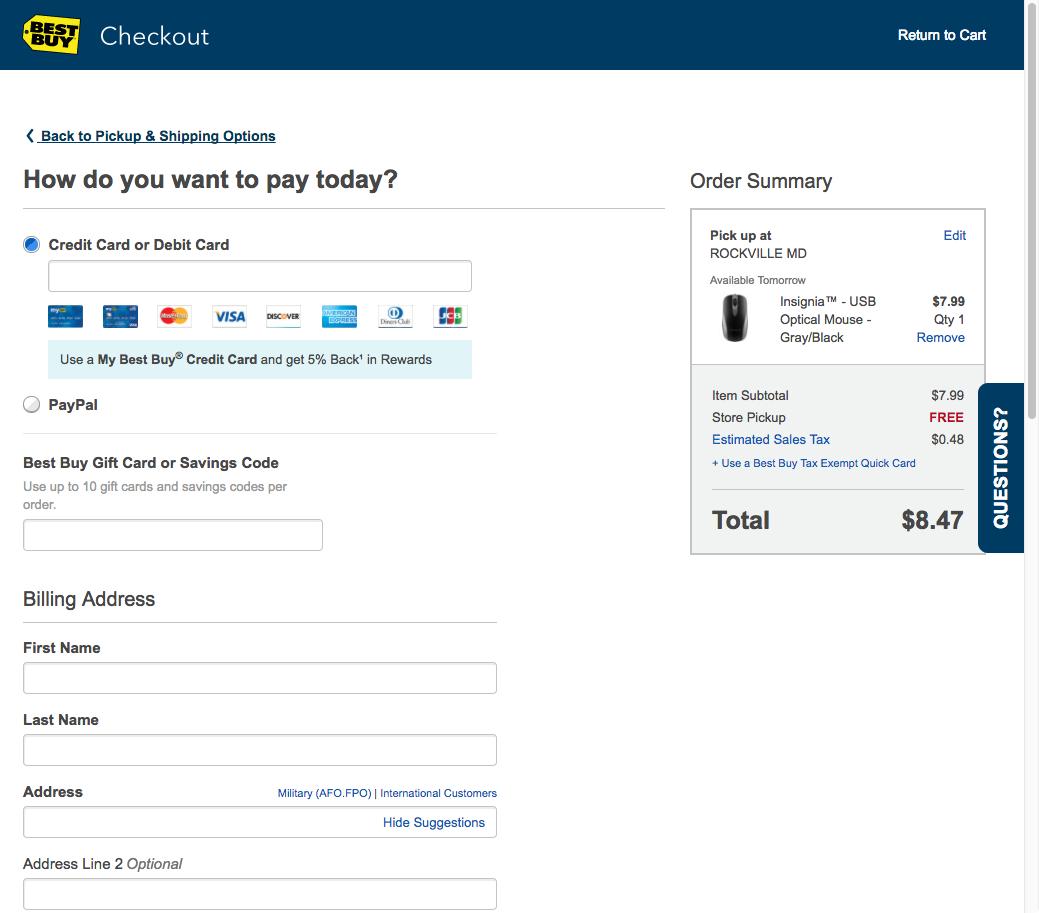 BEST BUY
Checkout
Return to Cart
Back to Pickup & Shipping Options
How do you want to pay today?
Credit Card or Debit Card
MasterCard
VISA
DISCOVER
AMERICAN EXPRESS
Diners Club
JCB
Use a My Best Buy® Credit Card and get 5% Back¹ in Rewards
PayPal
Best Buy Gift Card or Savings Code
Use up to 10 gift cards and savings codes per
order.
Billing Address
First Name
Last Name
Address
Military (AFO.FPO) | International Customers
Hide Suggestions
Address Line 2 Optional
Order Summary
Pick up at
Edit
ROCKVILLE MD
Available Tomorrow
Insignia™ - USB $7.99
Optical Mouse - Qty 1
Gray/Black Remove
Item Subtotal $7.99
Store Pickup FREE
Estimated Sales Tax $0.48
+ Use a Best Buy Tax Exempt Quick Card
Total $8.47
QUESTIONS?